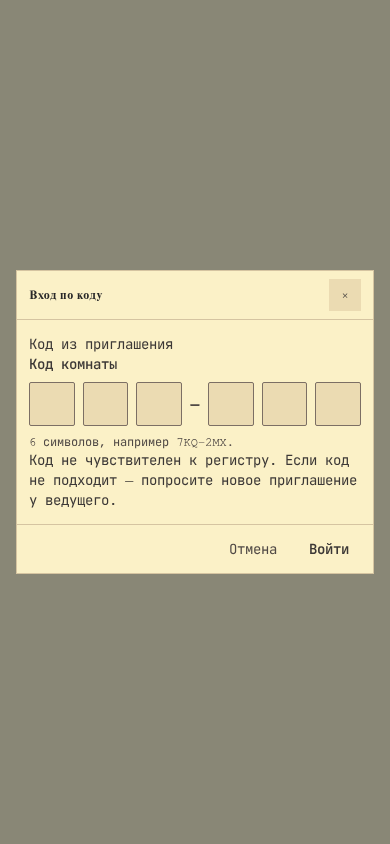 Вход по коду
×
Код из приглашения
Код комнаты
–
6 символов, например 7KQ–2MX.
Код не чувствителен к регистру. Если код
не подходит — попросите новое приглашение
у ведущего.
Отмена
Войти